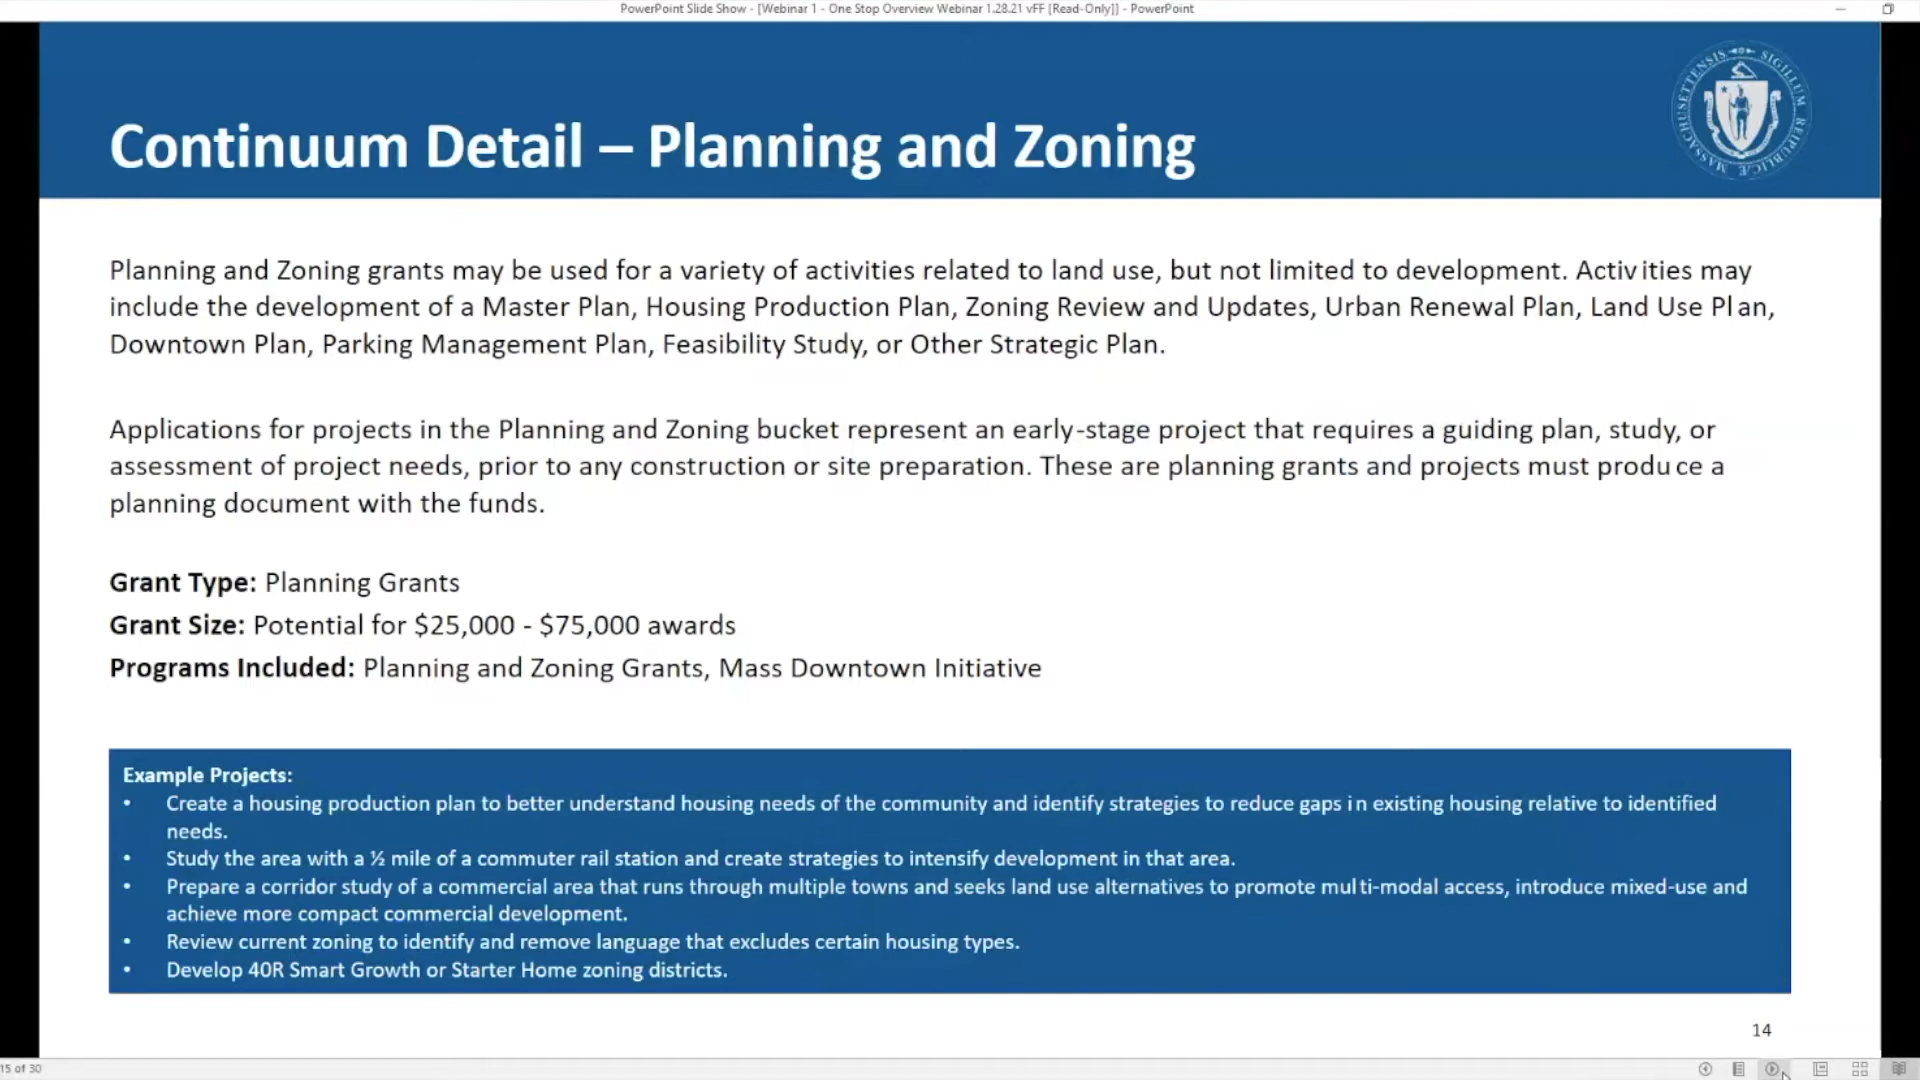 PowerPoint Slide Show - [Webinar 1 - One Stop Overview Webinar 1.28.21 vFF [Read-Only]] - PowerPoint
MASSACHUSETTENSIS SIGILLUM REIPUBLICÆ
Continuum Detail – Planning and Zoning
Planning and Zoning grants may be used for a variety of activities related to land use, but not limited to development. Activities may
include the development of a Master Plan, Housing Production Plan, Zoning Review and Updates, Urban Renewal Plan, Land Use Plan,
Downtown Plan, Parking Management Plan, Feasibility Study, or Other Strategic Plan.
Applications for projects in the Planning and Zoning bucket represent an early-stage project that requires a guiding plan, study, or
assessment of project needs, prior to any construction or site preparation. These are planning grants and projects must produce a
planning document with the funds.
Grant Type: Planning Grants
Grant Size: Potential for $25,000 - $75,000 awards
Programs Included: Planning and Zoning Grants, Mass Downtown Initiative
Example Projects:
• Create a housing production plan to better understand housing needs of the community and identify strategies to reduce gaps in existing housing relative to identified
needs.
• Study the area with a ½ mile of a commuter rail station and create strategies to intensify development in that area.
• Prepare a corridor study of a commercial area that runs through multiple towns and seeks land use alternatives to promote multi-modal access, introduce mixed-use and
achieve more compact commercial development.
• Review current zoning to identify and remove language that excludes certain housing types.
• Develop 40R Smart Growth or Starter Home zoning districts.
14
15 of 30